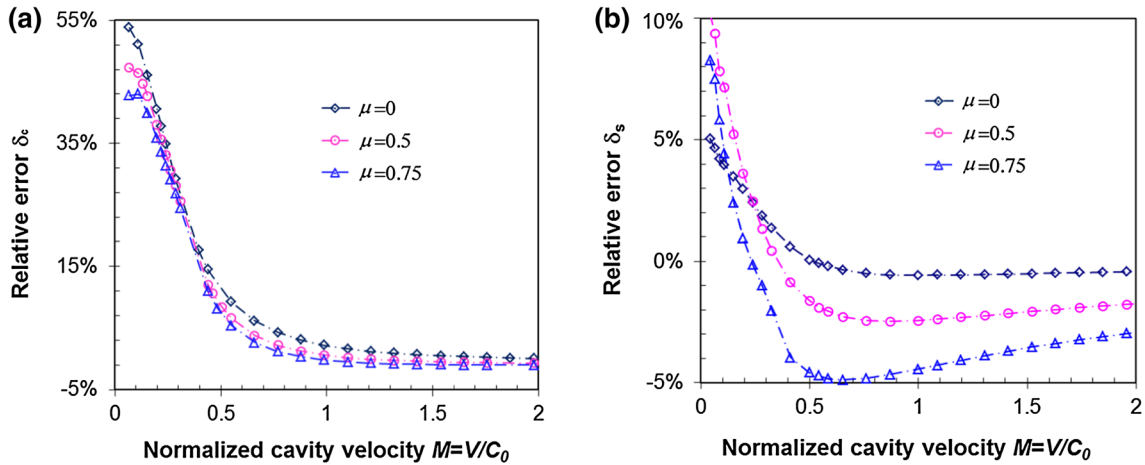 (a)
55%
35%
15%
-5%
Relative error δc
μ=0
μ=0.5
μ=0.75
0
0.5
1
1.5
2
Normalized cavity velocity M=V/C0
(b)
10%
5%
0%
-5%
Relative error δs
μ=0
μ=0.5
μ=0.75
0
0.5
1
1.5
2
Normalized cavity velocity M=V/C0